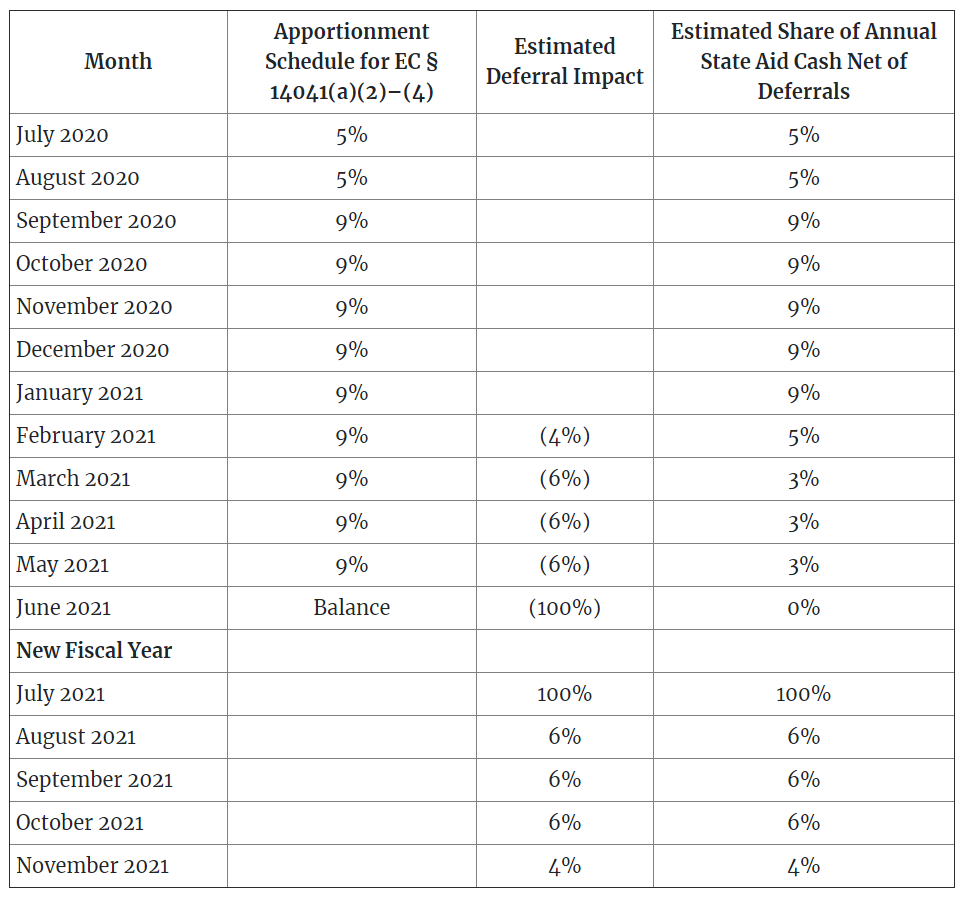 Month
Apportionment
Schedule for EC §
14041(a)(2)–(4)
Estimated
Deferral Impact
Estimated Share of Annual
State Aid Cash Net of
Deferrals
July 2020 5% 5%
August 2020 5% 5%
September 2020 9% 9%
October 2020 9% 9%
November 2020 9% 9%
December 2020 9% 9%
January 2021 9% 9%
February 2021 9% (4%) 5%
March 2021 9% (6%) 3%
April 2021 9% (6%) 3%
May 2021 9% (6%) 3%
June 2021 Balance (100%) 0%
New Fiscal Year
July 2021 100% 100%
August 2021 6% 6%
September 2021 6% 6%
October 2021 6% 6%
November 2021 4% 4%